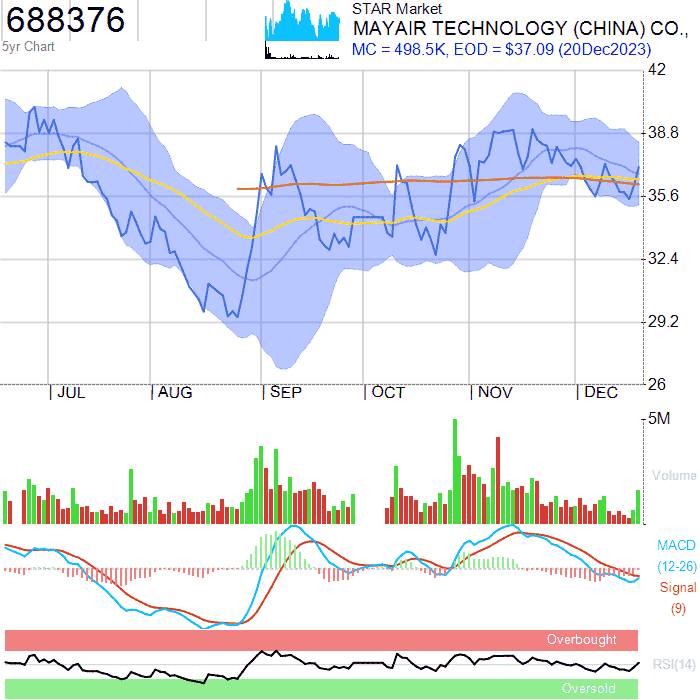 688376
5yr Chart
STAR Market
MAYAIR TECHNOLOGY (CHINA) CO.,
MC = 498.5K, EOD = $37.09 (20Dec2023)
42
38.8
35.6
32.4
29.2
26
JUL AUG SEP OCT NOV DEC
5M
Volume
MACD
(12-26)
Signal
(9)
Overbought
RSI(14)
Oversold